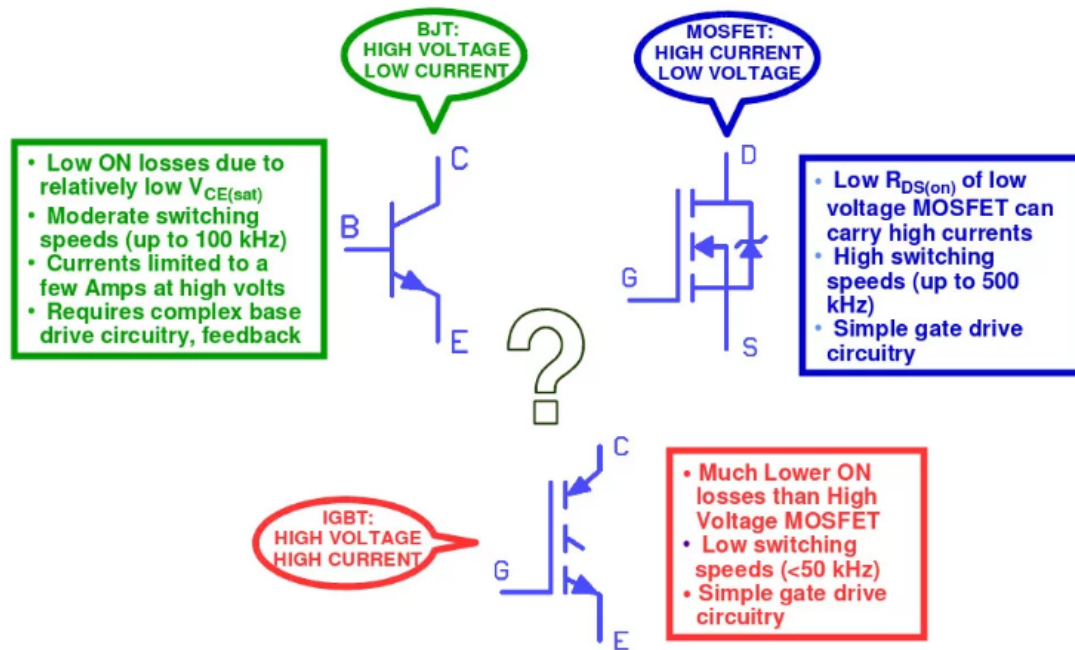 BJT:
HIGH VOLTAGE
LOW CURRENT
MOSFET:
HIGH CURRENT
LOW VOLTAGE
• Low ON losses due to
relatively low VCE(sat)
• Moderate switching
speeds (up to 100 kHz)
• Currents limited to a
few Amps at high volts
• Requires complex base
drive circuitry, feedback
C
B
E
D
G
S
• Low RDS(on) of low
voltage MOSFET can
carry high currents
• High switching
speeds (up to 500
kHz)
• Simple gate drive
circuitry
?
IGBT:
HIGH VOLTAGE
HIGH CURRENT
C
G
E
• Much Lower ON
losses than High
Voltage MOSFET
• Low switching
speeds (<50 kHz)
• Simple gate drive
circuitry